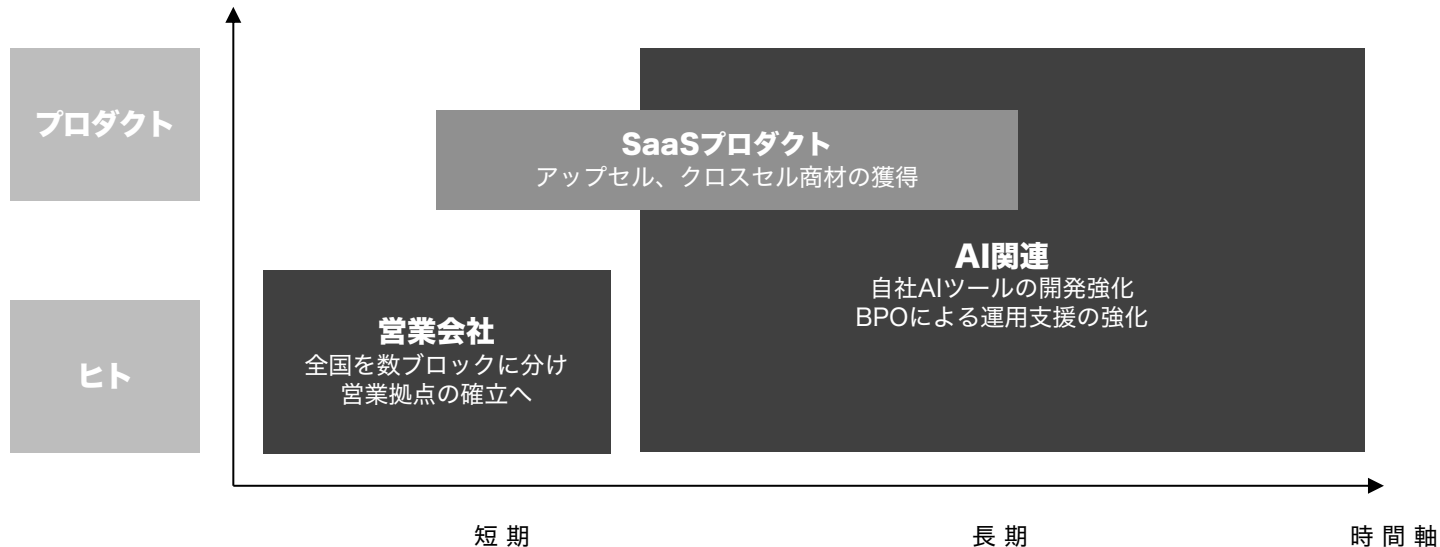 プロダクト
SaaSプロダクト
アップセル、クロスセル商材の獲得
AI関連
自社AIツールの開発強化
BPOによる運用支援の強化
ヒト
営業会社
全国を数ブロックに分け
営業拠点の確立へ
短期
長期
時間軸